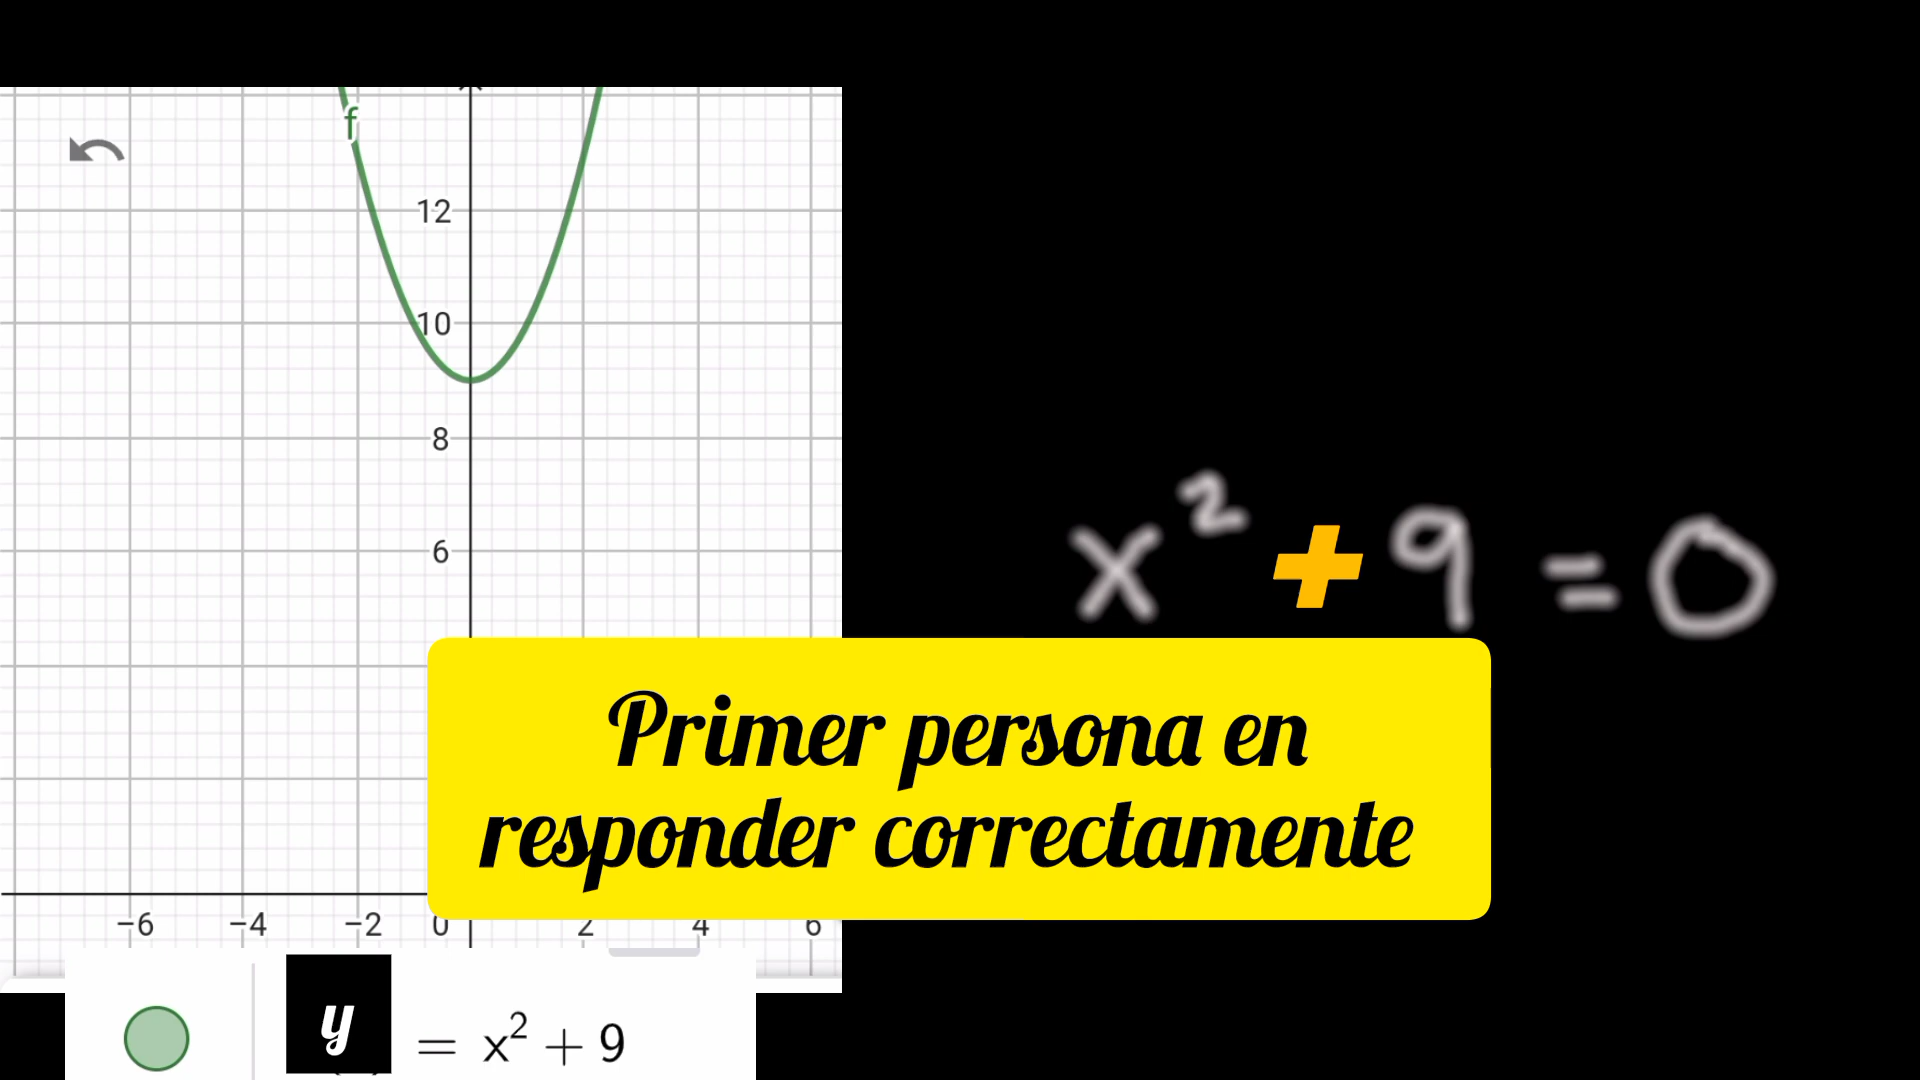 f
12
10
8
6
x² + 9 = 0
Primer persona en
responder correctamente
−6 −4 −2 0 2 4 6
y = x² + 9